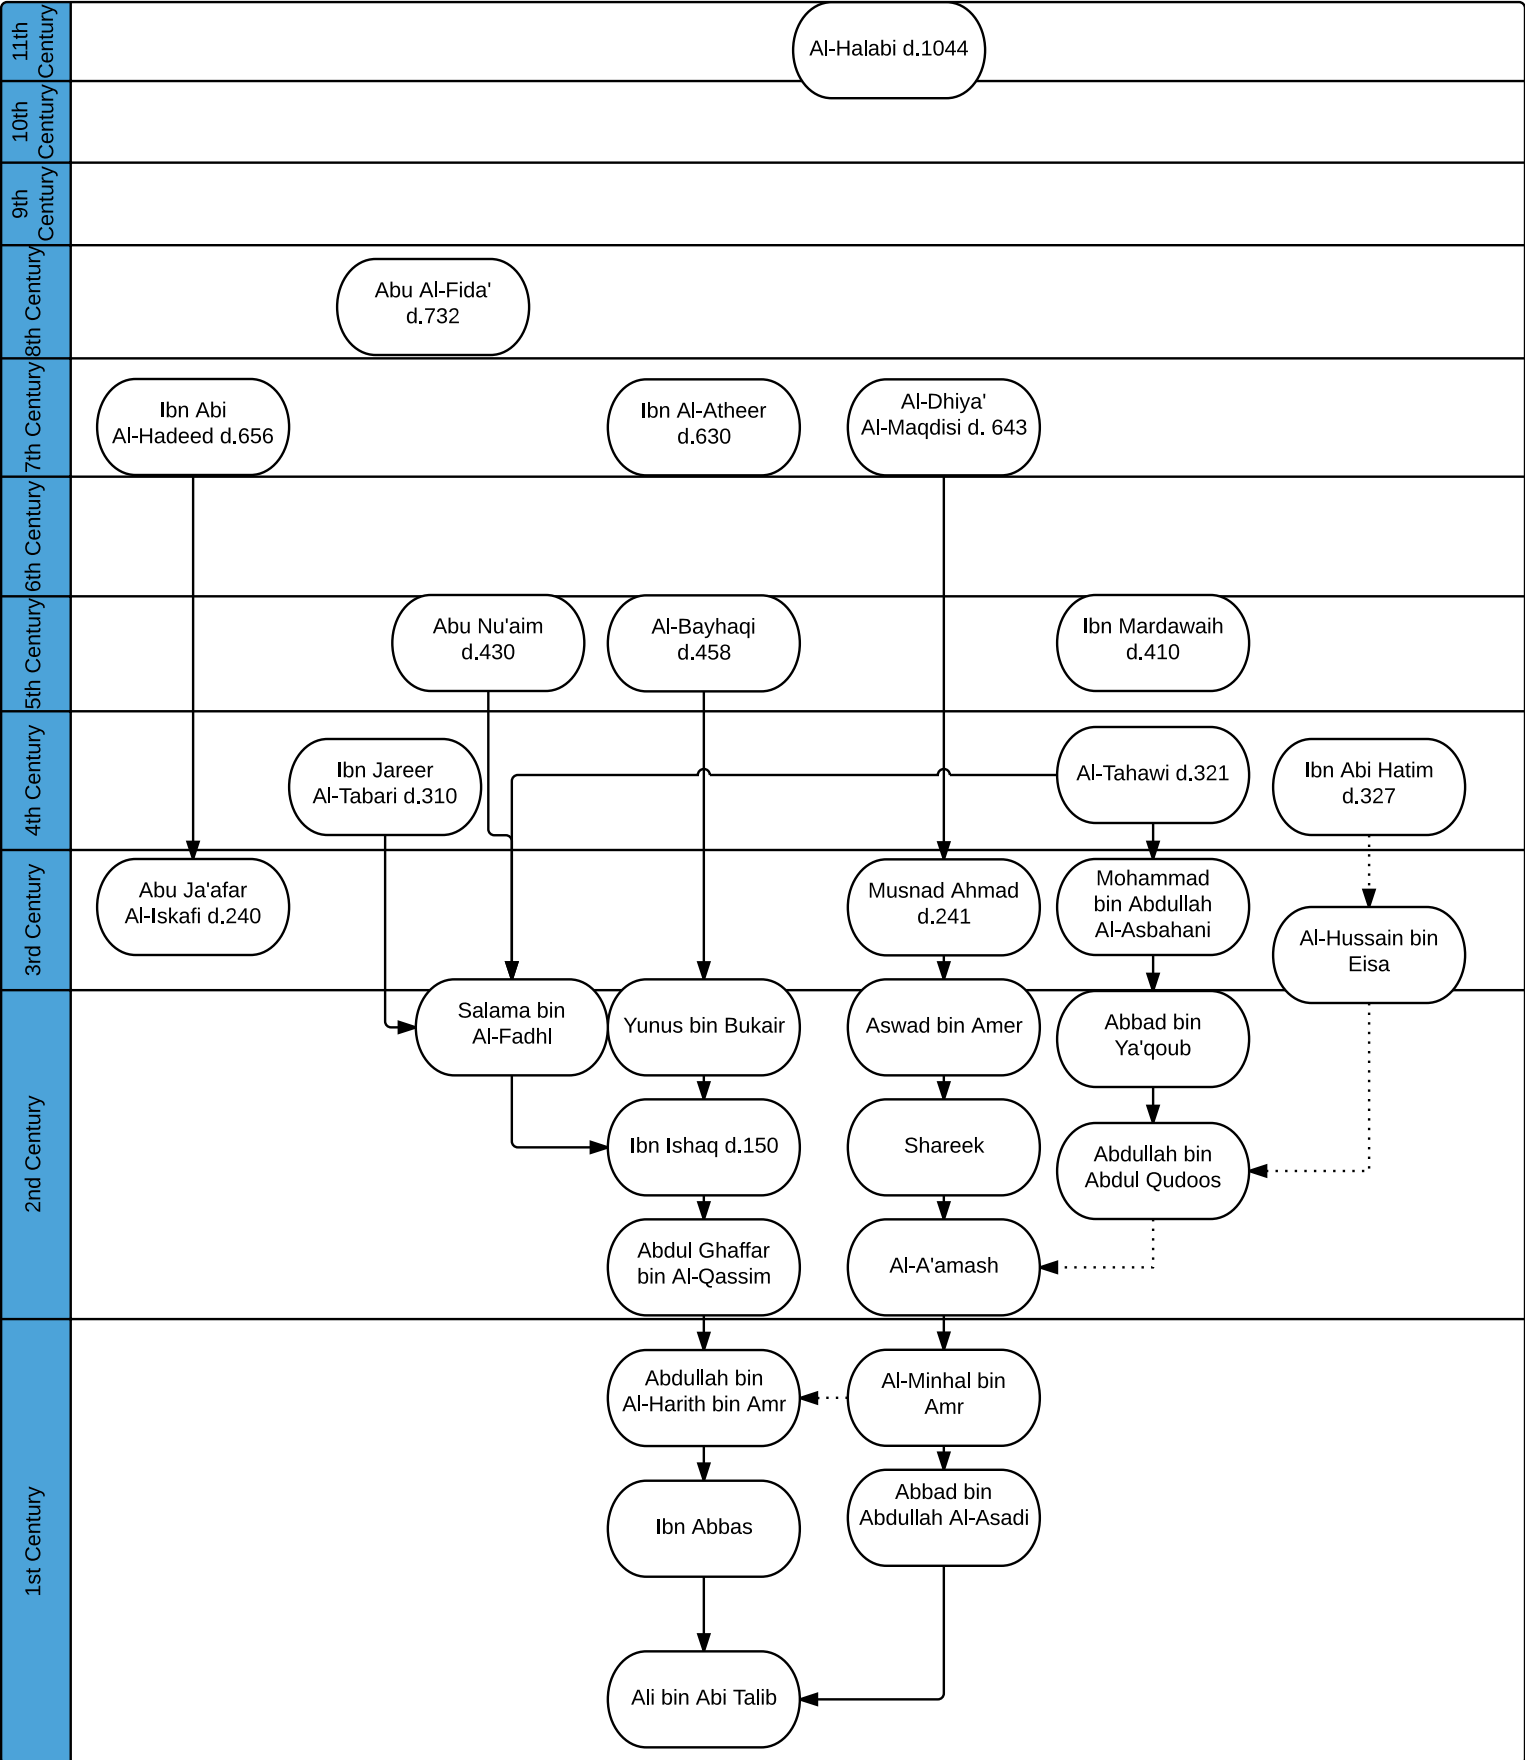 11th
Century
Al-Halabi d.1044
10th
Century
9th
Century
8th Century
Abu Al-Fida'
d.732
7th Century
Ibn Abi
Al-Hadeed d.656
Ibn Al-Atheer
d.630
Al-Dhiya'
Al-Maqdisi d. 643
6th Century
5th Century
Abu Nu'aim
d.430
Al-Bayhaqi
d.458
Ibn Mardawaih
d.410
4th Century
Ibn Jareer
Al-Tabari d.310
Al-Tahawi d.321
Ibn Abi Hatim
d.327
3rd Century
Abu Ja'afar
Al-Iskafi d.240
Musnad Ahmad
d.241
Mohammad
bin Abdullah
Al-Asbahani
Al-Hussain bin
Eisa
2nd Century
Salama bin
Al-Fadhl
Yunus bin Bukair
Aswad bin Amer
Abbad bin
Ya'qoub
Ibn Ishaq d.150
Shareek
Abdullah bin
Abdul Qudoos
Abdul Ghaffar
bin Al-Qassim
Al-A'amash
1st Century
Abdullah bin
Al-Harith bin Amr
Al-Minhal bin
Amr
Ibn Abbas
Abbad bin
Abdullah Al-Asadi
Ali bin Abi Talib